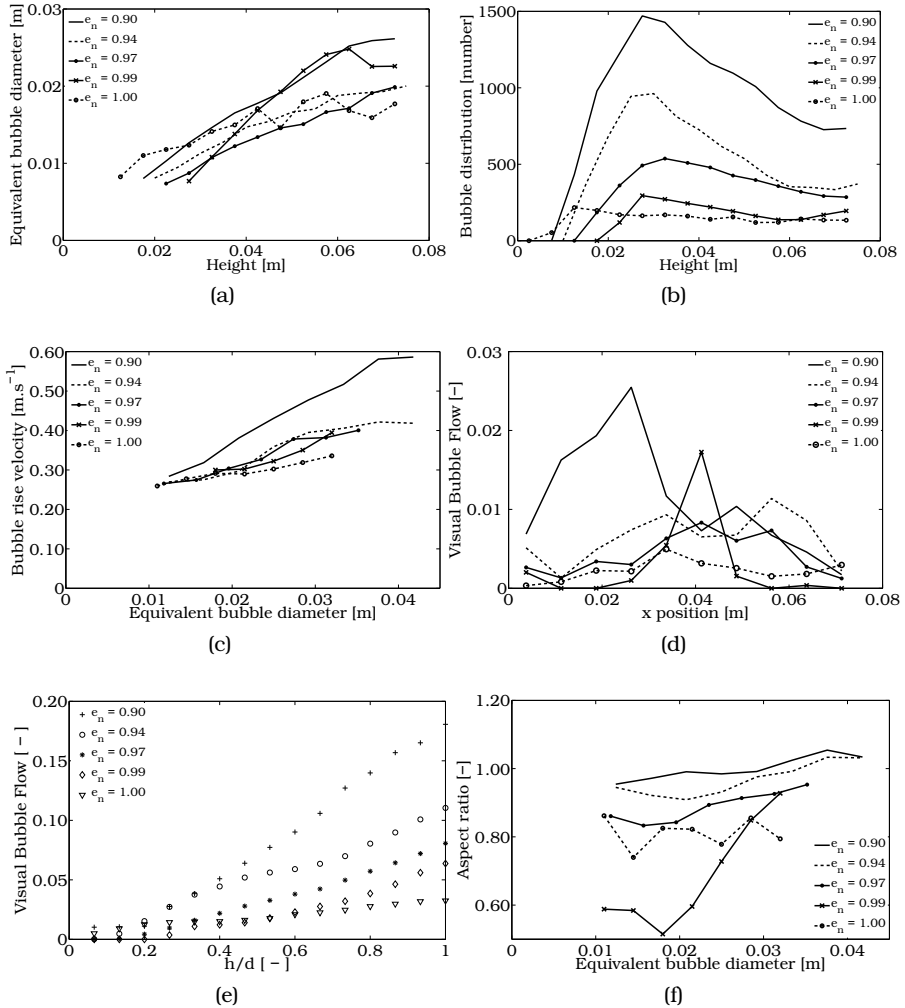 Equivalent bubble diameter [m]
0.03
0.02
0.01
0
e_n = 0.90
e_n = 0.94
e_n = 0.97
e_n = 0.99
e_n = 1.00
0 0.02 0.04 0.06 0.08
Height [m]
(a)
Bubble distribution [number]
1500
1000
500
0
e_n = 0.90
e_n = 0.94
e_n = 0.97
e_n = 0.99
e_n = 1.00
0 0.02 0.04 0.06 0.08
Height [m]
(b)
Bubble rise velocity [m.s⁻¹]
0.60
0.50
0.40
0.30
0.20
0.10
0
e_n = 0.90
e_n = 0.94
e_n = 0.97
e_n = 0.99
e_n = 1.00
0 0.01 0.02 0.03 0.04
Equivalent bubble diameter [m]
(c)
Visual Bubble Flow [–]
0.03
0.02
0.01
0
e_n = 0.90
e_n = 0.94
e_n = 0.97
e_n = 0.99
e_n = 1.00
0 0.02 0.04 0.06 0.08
x position [m]
(d)
Visual Bubble Flow [ – ]
0.20
0.15
0.10
0.05
0
e_n = 0.90
e_n = 0.94
e_n = 0.97
e_n = 0.99
e_n = 1.00
0 0.2 0.4 0.6 0.8 1
h/d [ – ]
(e)
Aspect ratio [–]
1.20
1.00
0.80
0.60
e_n = 0.90
e_n = 0.94
e_n = 0.97
e_n = 0.99
e_n = 1.00
0 0.01 0.02 0.03 0.04
Equivalent bubble diameter [m]
(f)